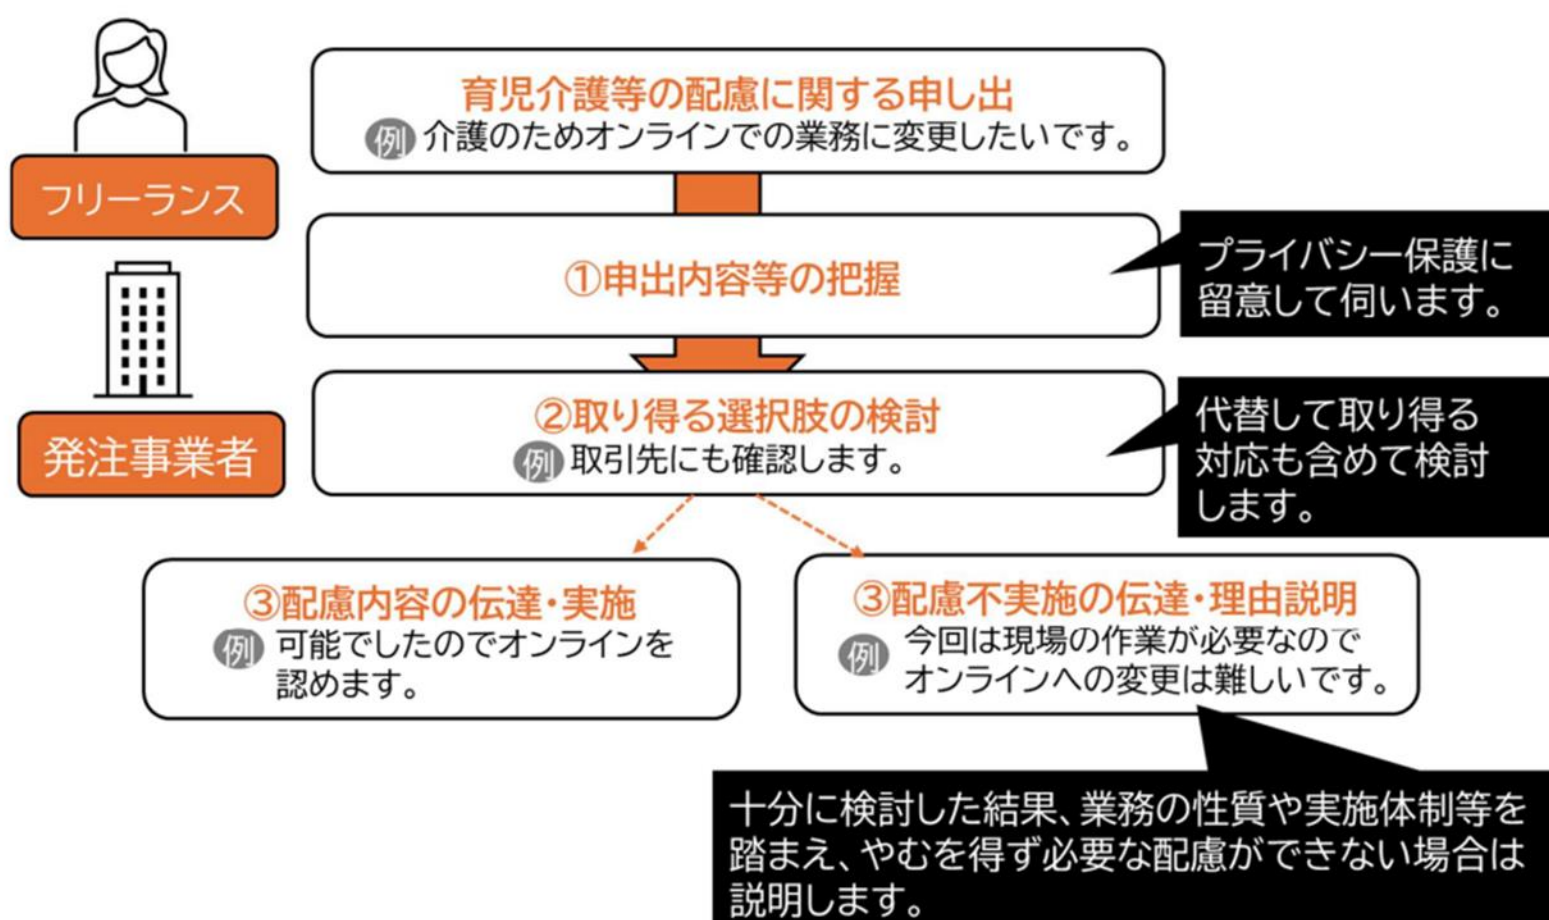 育児介護等の配慮に関する申し出
例 介護のためオンラインでの業務に変更したいです。
フリーランス
①申出内容等の把握
プライバシー保護に
留意して伺います。
発注事業者
②取り得る選択肢の検討
例 取引先にも確認します。
代替して取り得る
対応も含めて検討
します。
③配慮内容の伝達・実施
例 可能でしたのでオンラインを
認めます。
③配慮不実施の伝達・理由説明
例 今回は現場の作業が必要なので
オンラインへの変更は難しいです。
十分に検討した結果、業務の性質や実施体制等を
踏まえ、やむを得ず必要な配慮ができない場合は
説明します。